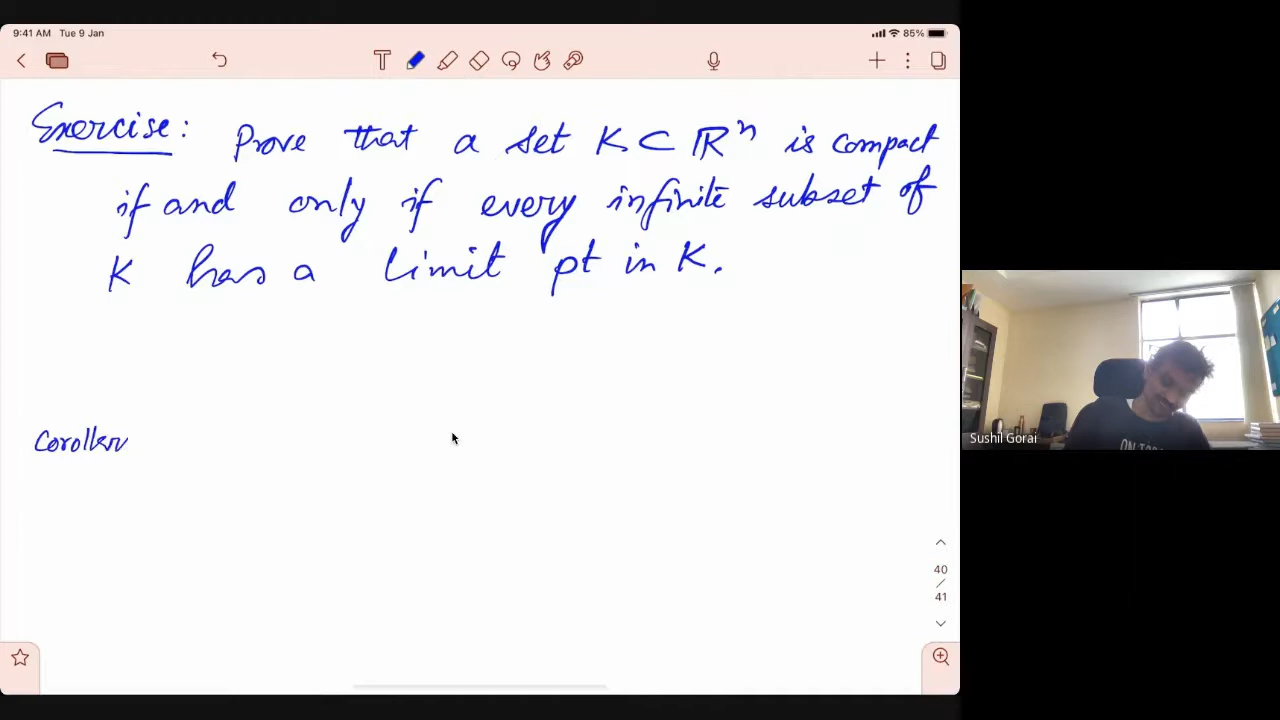 9:41 AM Tue 9 Jan
85%
Exercise: Prove that a set K ⊂ ℝⁿ is compact
if and only if every infinite subset of
K has a limit pt in K.
Coroller
40
/
41
Sushil Gorai